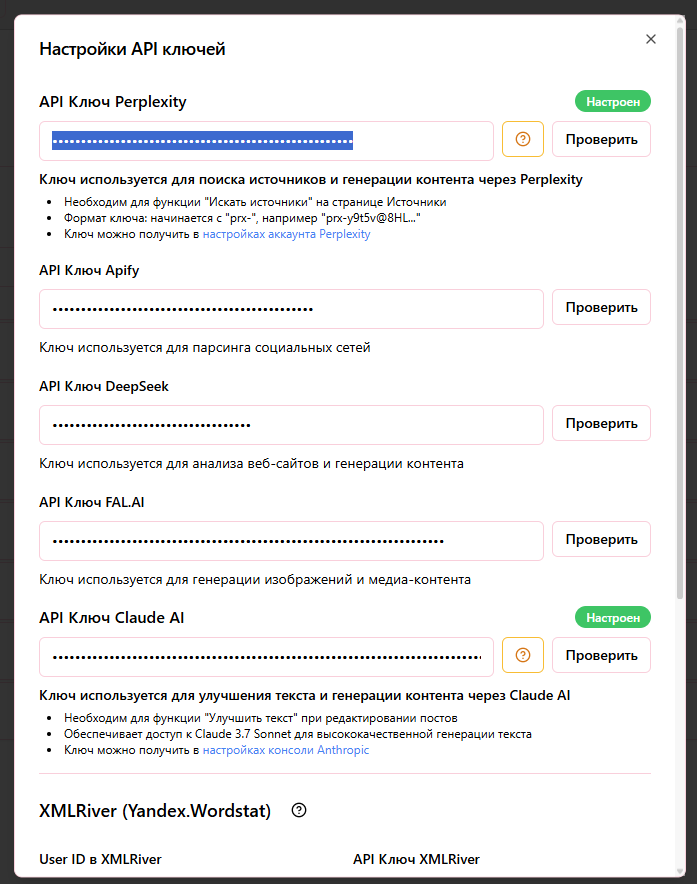 Настройки API ключей
API Ключ Perplexity
Настроен
Проверить
Ключ используется для поиска источников и генерации контента через Perplexity
Необходим для функции "Искать источники" на странице Источники
Формат ключа: начинается с "prx-", например "prx-y9t5v@8HL..."
Ключ можно получить в настройках аккаунта Perplexity
API Ключ Apify
Проверить
Ключ используется для парсинга социальных сетей
API Ключ DeepSeek
Проверить
Ключ используется для анализа веб-сайтов и генерации контента
API Ключ FAL.AI
Проверить
Ключ используется для генерации изображений и медиа-контента
API Ключ Claude AI
Настроен
Проверить
Ключ используется для улучшения текста и генерации контента через Claude AI
Необходим для функции "Улучшить текст" при редактировании постов
Обеспечивает доступ к Claude 3.7 Sonnet для высококачественной генерации текста
Ключ можно получить в настройках консоли Anthropic
XMLRiver (Yandex.Wordstat)
User ID в XMLRiver
API Ключ XMLRiver